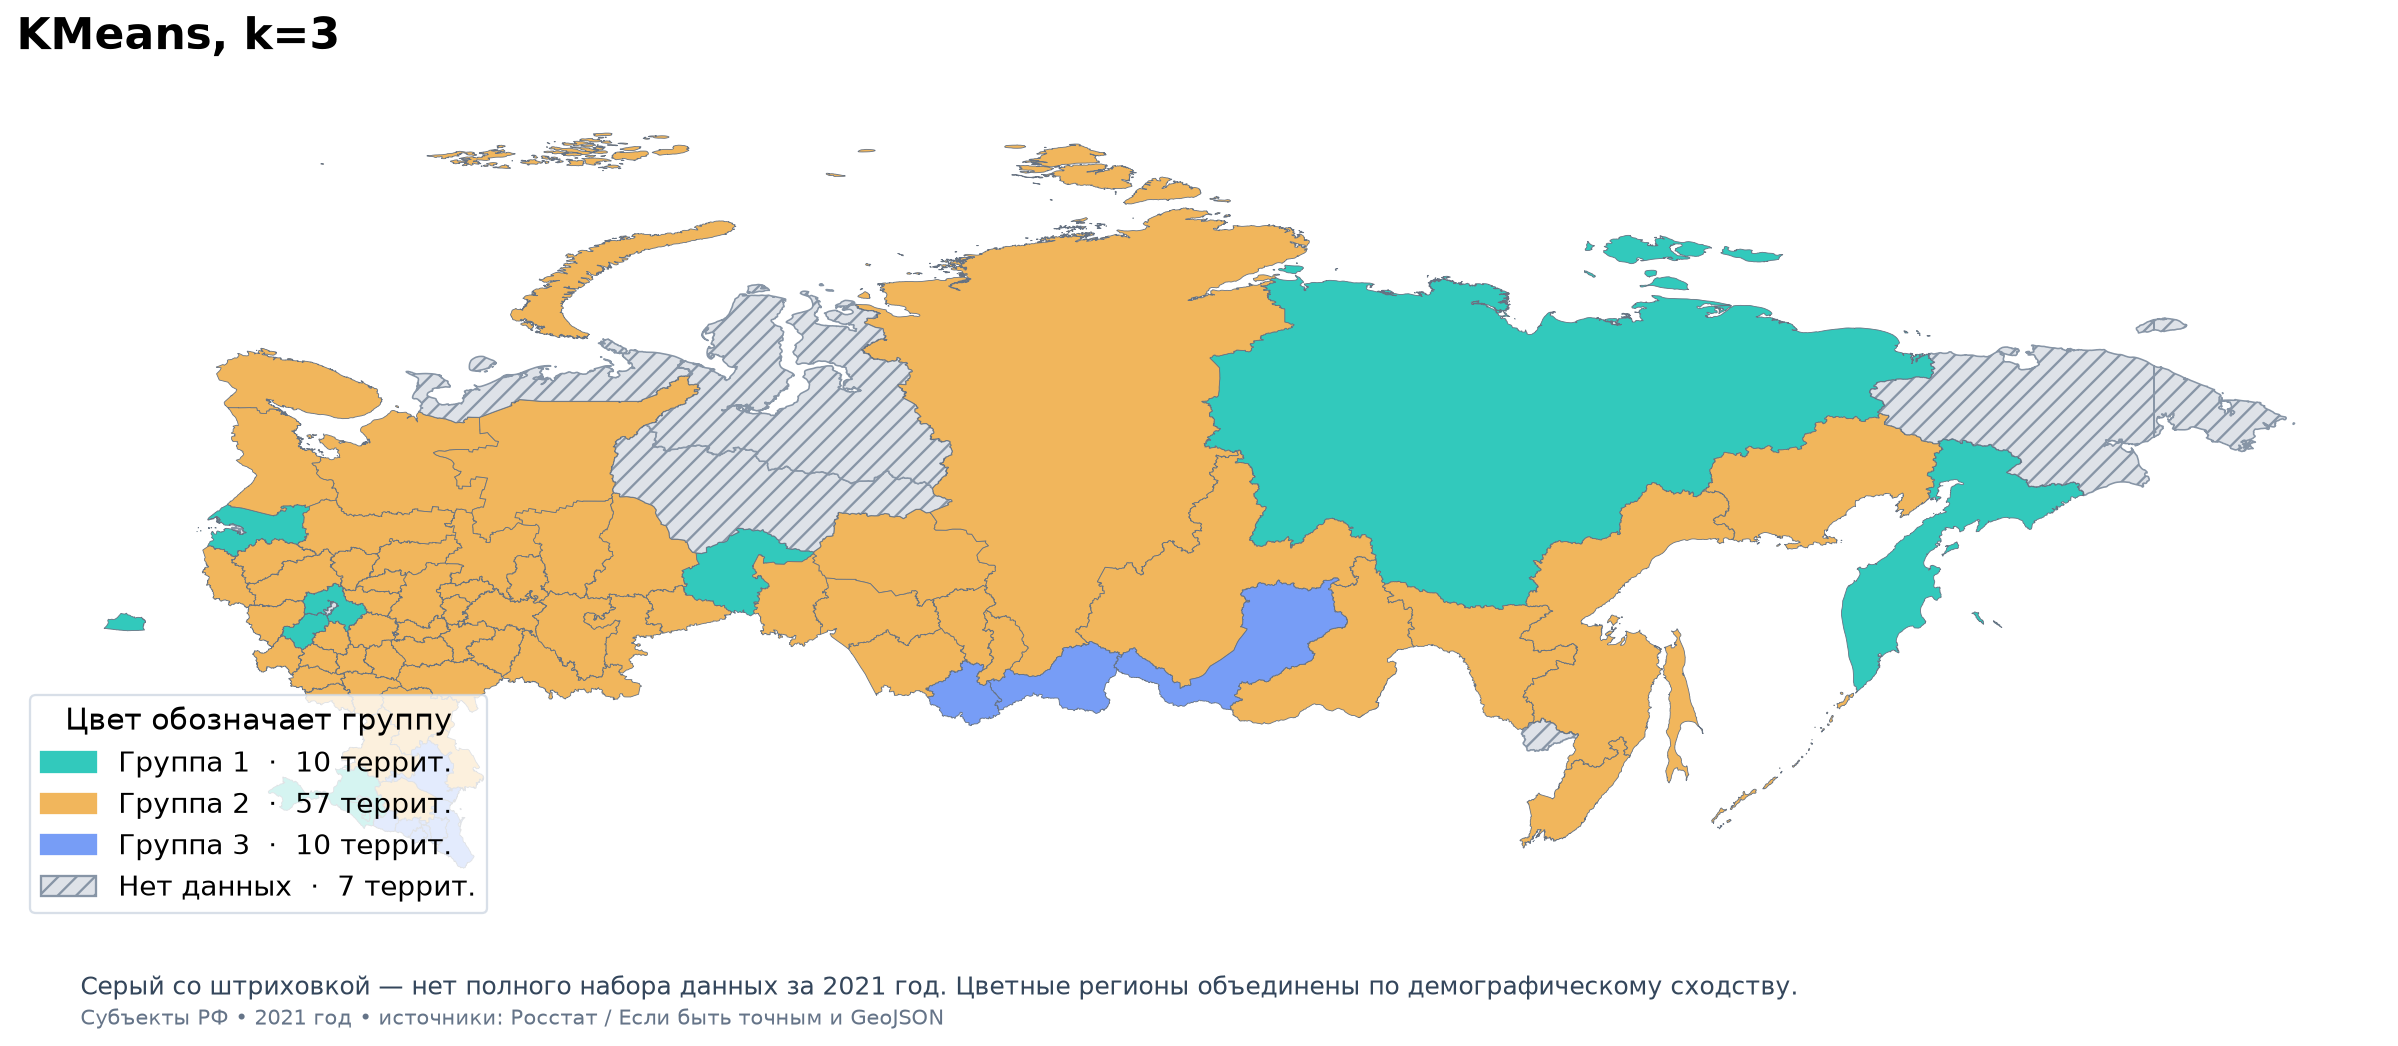 KMeans, k=3
Цвет обозначает группу
Группа 1 · 10 террит.
Группа 2 · 57 террит.
Группа 3 · 10 террит.
Нет данных · 7 террит.
Серый со штриховкой — нет полного набора данных за 2021 год. Цветные регионы объединены по демографическому сходству.
Субъекты РФ • 2021 год • источники: Росстат / Если быть точным и GeoJSON